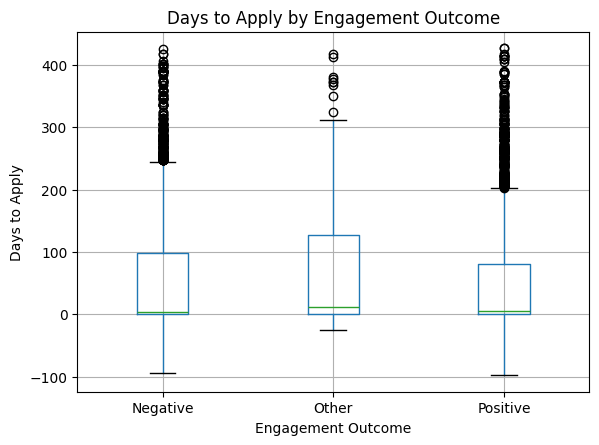 Days to Apply by Engagement Outcome
400
300
200
100
0
−100
Days to Apply
Negative
Other
Positive
Engagement Outcome